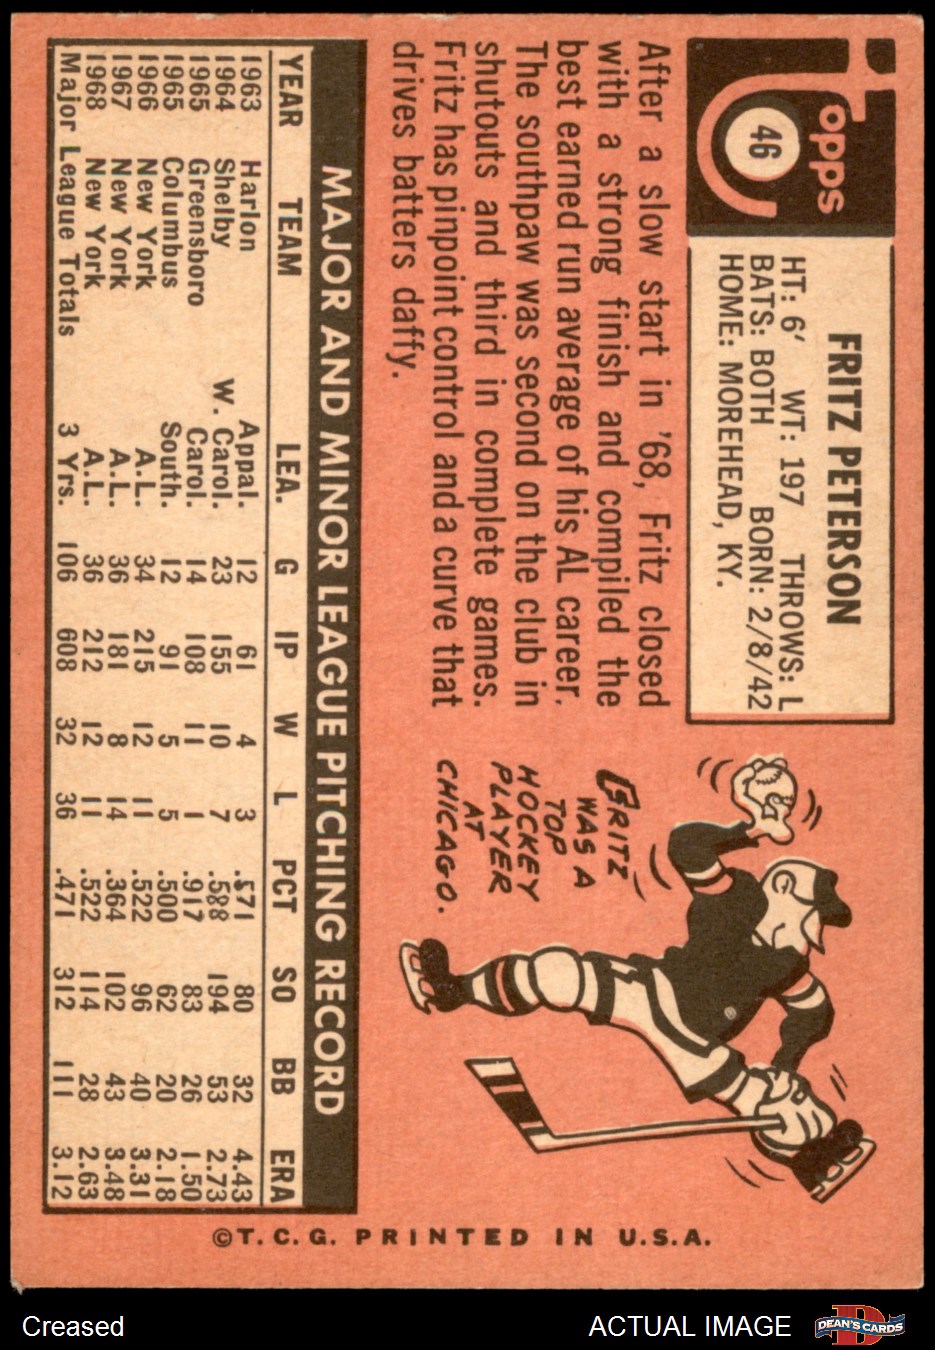 Topps
46
FRITZ PETERSON
HT: 6' WT: 197 THROWS: L
BATS: BOTH BORN: 2/8/42
HOME: MOREHEAD, KY.
After a slow start in '68, Fritz closed
with a strong finish and compiled the
best earned run average of his AL career.
The southpaw was second on the club in
shutouts and third in complete games.
Fritz has pinpoint control and a curve that
drives batters daffy.
FRITZ
WAS A
TOP
HOCKEY
PLAYER
AT
CHICAGO.
MAJOR AND MINOR LEAGUE PITCHING RECORD
YEAR TEAM LEA. G IP W L PCT SO BB ERA
1963 Harlon Appal. 12 61 4 3 .571 80 32 4.43
1964 Shelby W. Carol. 23 155 10 7 .588 194 53 2.73
1965 Greensboro Carol. 14 108 11 1 .917 83 26 1.50
1965 Columbus South. 12 91 5 5 .500 62 20 2.18
1966 New York A.L. 34 215 12 11 .522 96 40 3.31
1967 New York A.L. 36 181 8 14 .364 102 43 3.48
1968 New York A.L. 36 212 12 11 .522 114 28 2.63
Major League Totals 3 Yrs. 106 608 32 36 .471 312 111 3.12
©T.C.G. PRINTED IN U.S.A.
Creased
ACTUAL IMAGE
D
DEAN'S CARDS